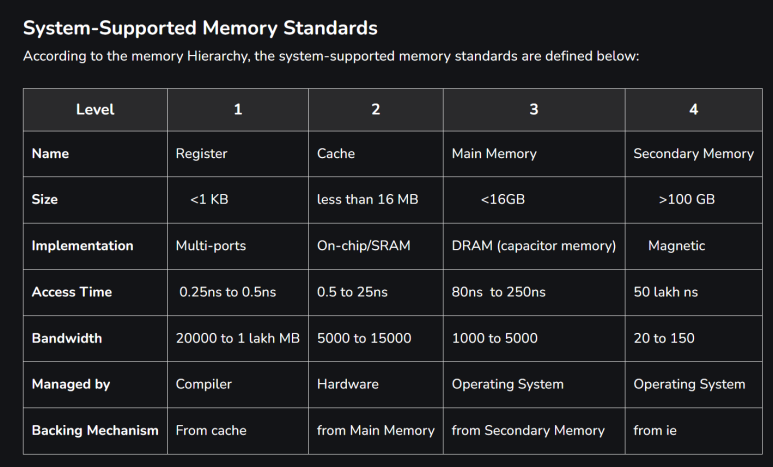 System-Supported Memory Standards
According to the memory Hierarchy, the system-supported memory standards are defined below:
Level 1 2 3 4
Name Register Cache Main Memory Secondary Memory
Size <1 KB less than 16 MB <16GB >100 GB
Implementation Multi-ports On-chip/SRAM DRAM (capacitor memory) Magnetic
Access Time 0.25ns to 0.5ns 0.5 to 25ns 80ns to 250ns 50 lakh ns
Bandwidth 20000 to 1 lakh MB 5000 to 15000 1000 to 5000 20 to 150
Managed by Compiler Hardware Operating System Operating System
Backing Mechanism From cache from Main Memory from Secondary Memory from ie